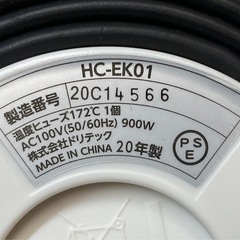 HC-EK01
製造番号 20C14566
温度ヒューズ172℃ 1個
AC100V(50/60Hz) 900W
株式会社ドリテック
MADE IN CHINA 20年製
PS
E